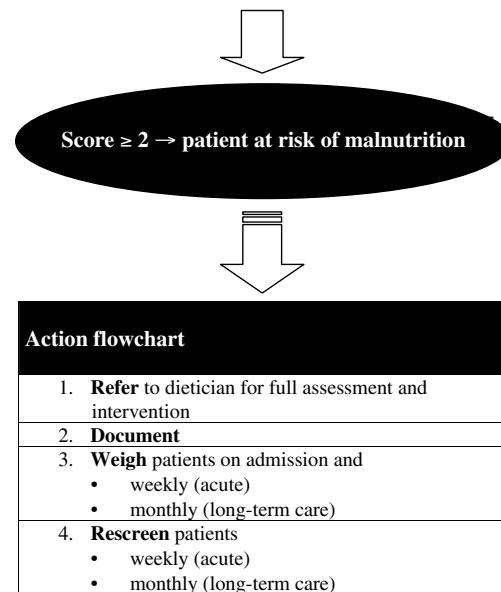 Score ≥ 2 → patient at risk of malnutrition
Action flowchart
1. Refer to dietician for full assessment and
intervention
2. Document
3. Weigh patients on admission and
• weekly (acute)
• monthly (long-term care)
4. Rescreen patients
• weekly (acute)
• monthly (long-term care)